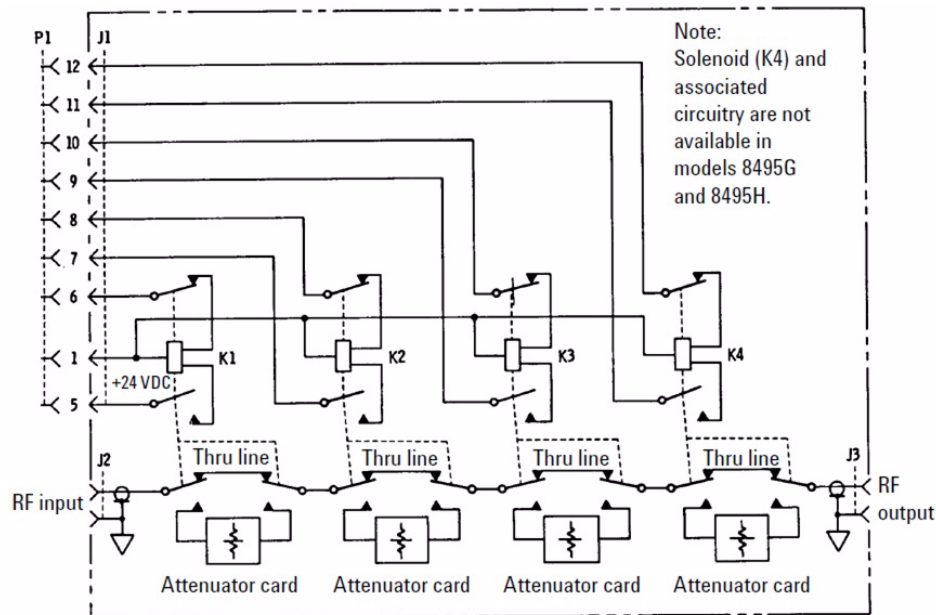 P1 J1
12
11
10
9
8
7
6
1
+24 VDC
5
Note:
Solenoid (K4) and
associated
circuitry are not
available in
models 8495G
and 8495H.
K1
K2
K3
K4
J2
RF input
Thru line
Thru line
Thru line
Thru line
J3
RF
output
Attenuator card
Attenuator card
Attenuator card
Attenuator card